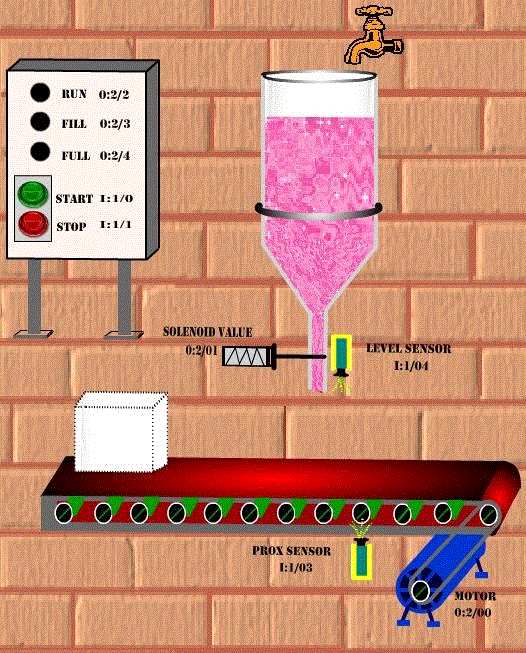 RUN 0:2/2
FILL 0:2/3
FULL 0:2/4
START I:1/0
STOP I:1/1
SOLENOID VALUE
0:2/01
LEVEL SENSOR
I:1/04
PROX SENSOR
I:1/03
MOTOR
0:2/00